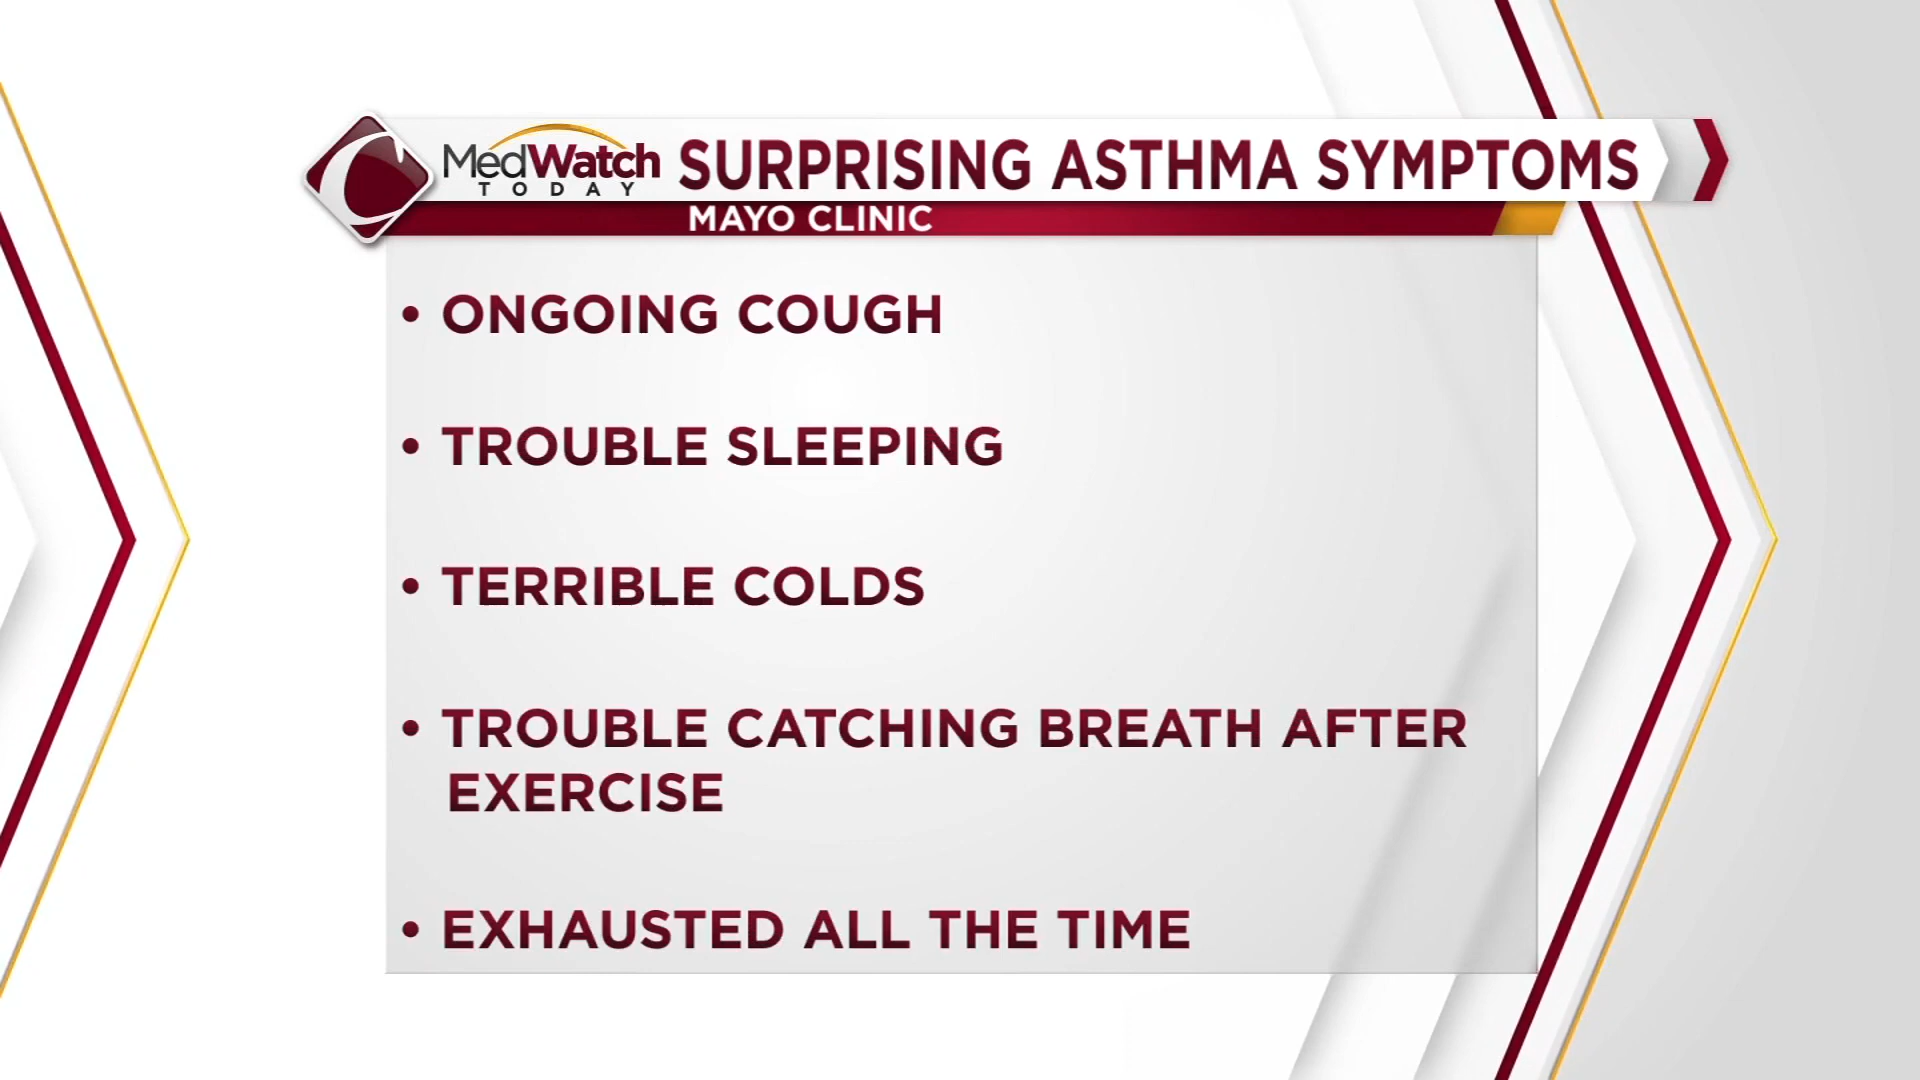 MedWatch
TODAY
SURPRISING ASTHMA SYMPTOMS
MAYO CLINIC
• ONGOING COUGH
• TROUBLE SLEEPING
• TERRIBLE COLDS
• TROUBLE CATCHING BREATH AFTER
EXERCISE
• EXHAUSTED ALL THE TIME